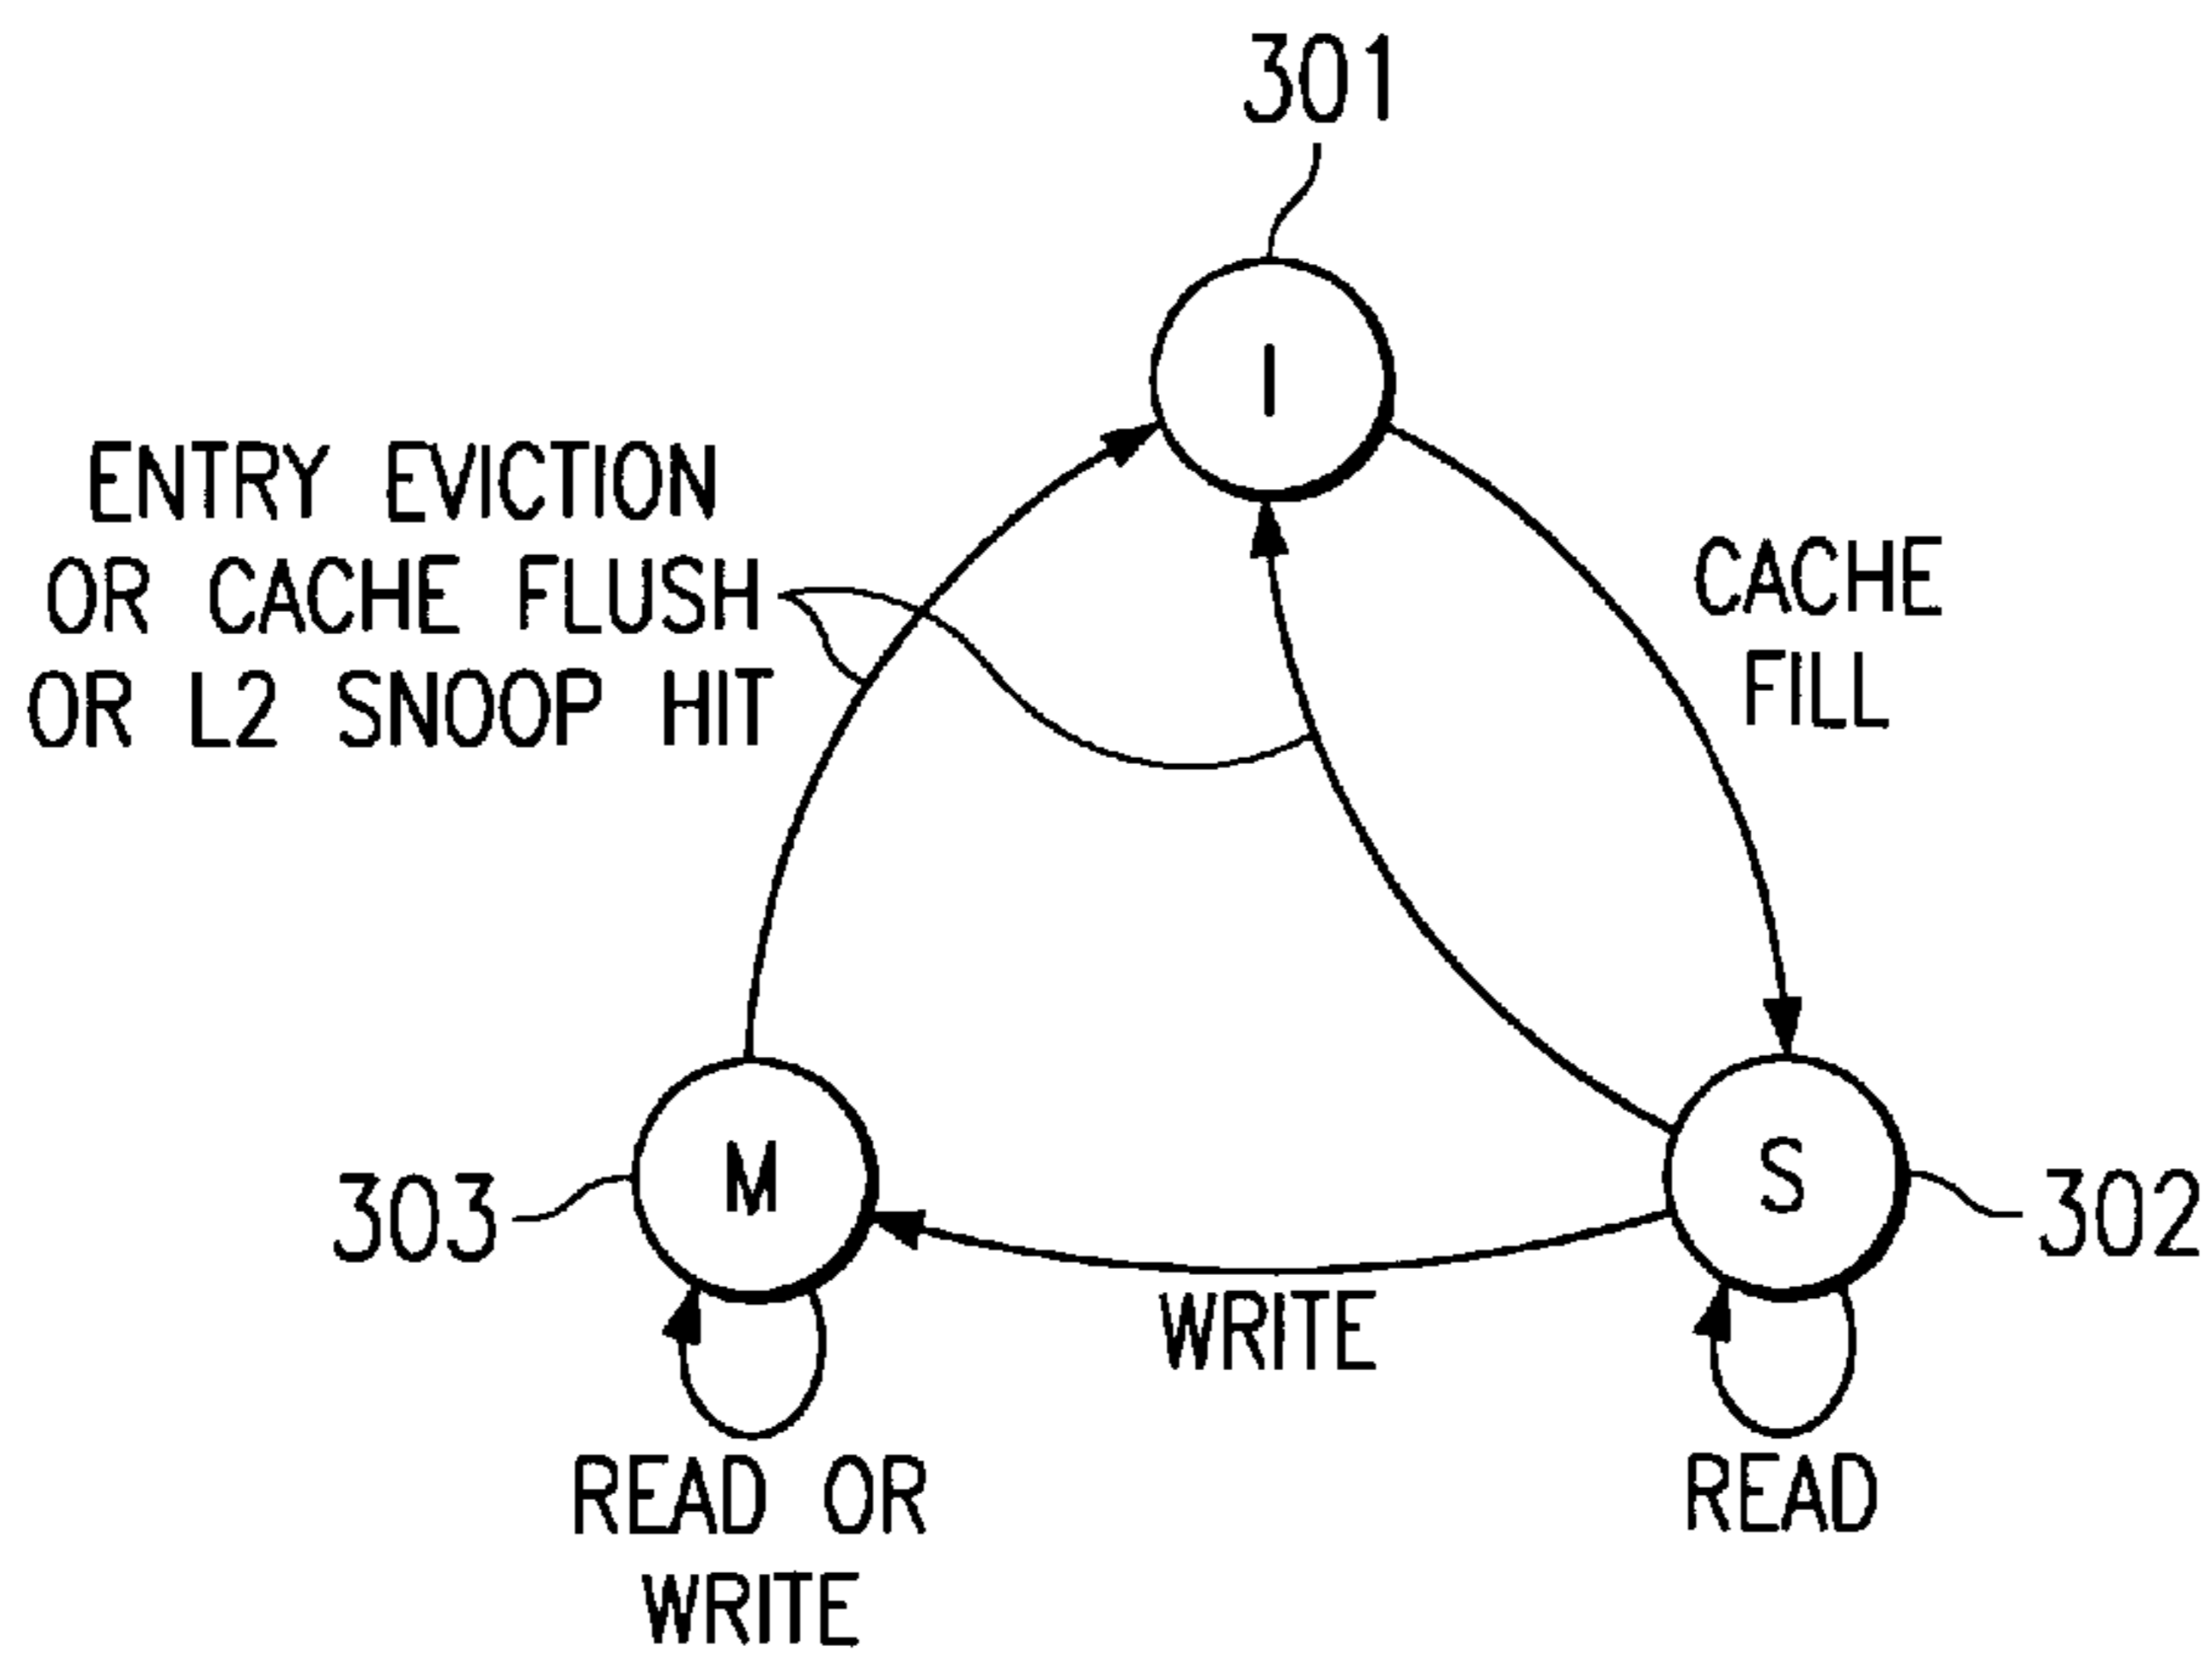 301
I
ENTRY EVICTION
OR CACHE FLUSH
OR L2 SNOOP HIT
CACHE
FILL
M
S
303
302
WRITE
READ OR
WRITE
READ